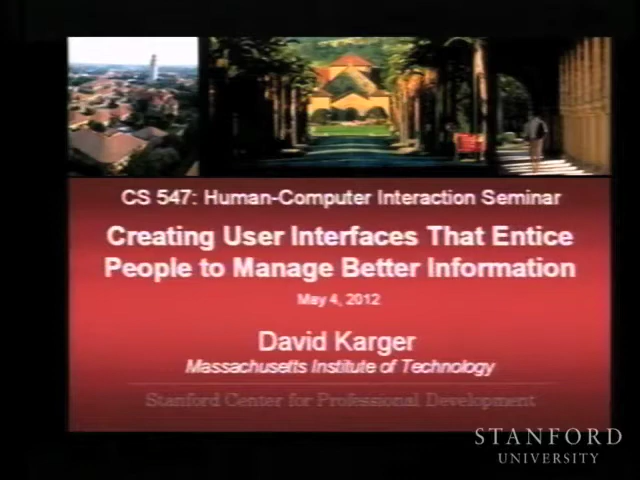 CS 547: Human-Computer Interaction Seminar
Creating User Interfaces That Entice
People to Manage Better Information
May 4, 2012
David Karger
Massachusetts Institute of Technology
Stanford Center for Professional Development
STANFORD
UNIVERSITY